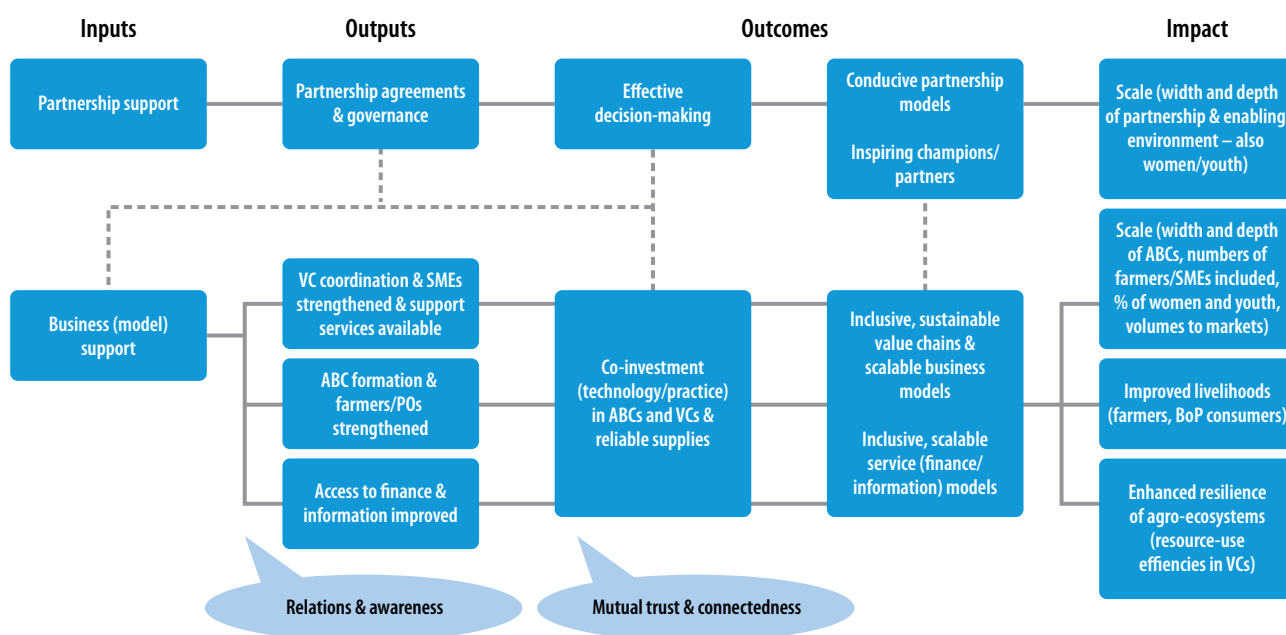 Inputs
Outputs
Outcomes
Impact
Partnership support
Partnership agreements
& governance
Effective
decision-making
Conducive partnership
models
Inspiring champions/
partners
Scale (width and depth
of partnership & enabling
environment – also
women/youth)
Business (model)
support
VC coordination & SMEs
strengthened & support
services available
ABC formation &
farmers/POs
strengthened
Access to finance &
information improved
Co-investment
(technology/practice)
in ABCs and VCs &
reliable supplies
Inclusive, sustainable
value chains &
scalable business
models
Inclusive, scalable
service (finance/
information) models
Scale (width and depth
of ABCs, numbers of
farmers/SMEs included,
% of women and youth,
volumes to markets)
Improved livelihoods
(farmers, BoP consumers)
Enhanced resilience
of agro-ecosystems
(resource-use
effiencies in VCs)
Relations & awareness
Mutual trust & connectedness